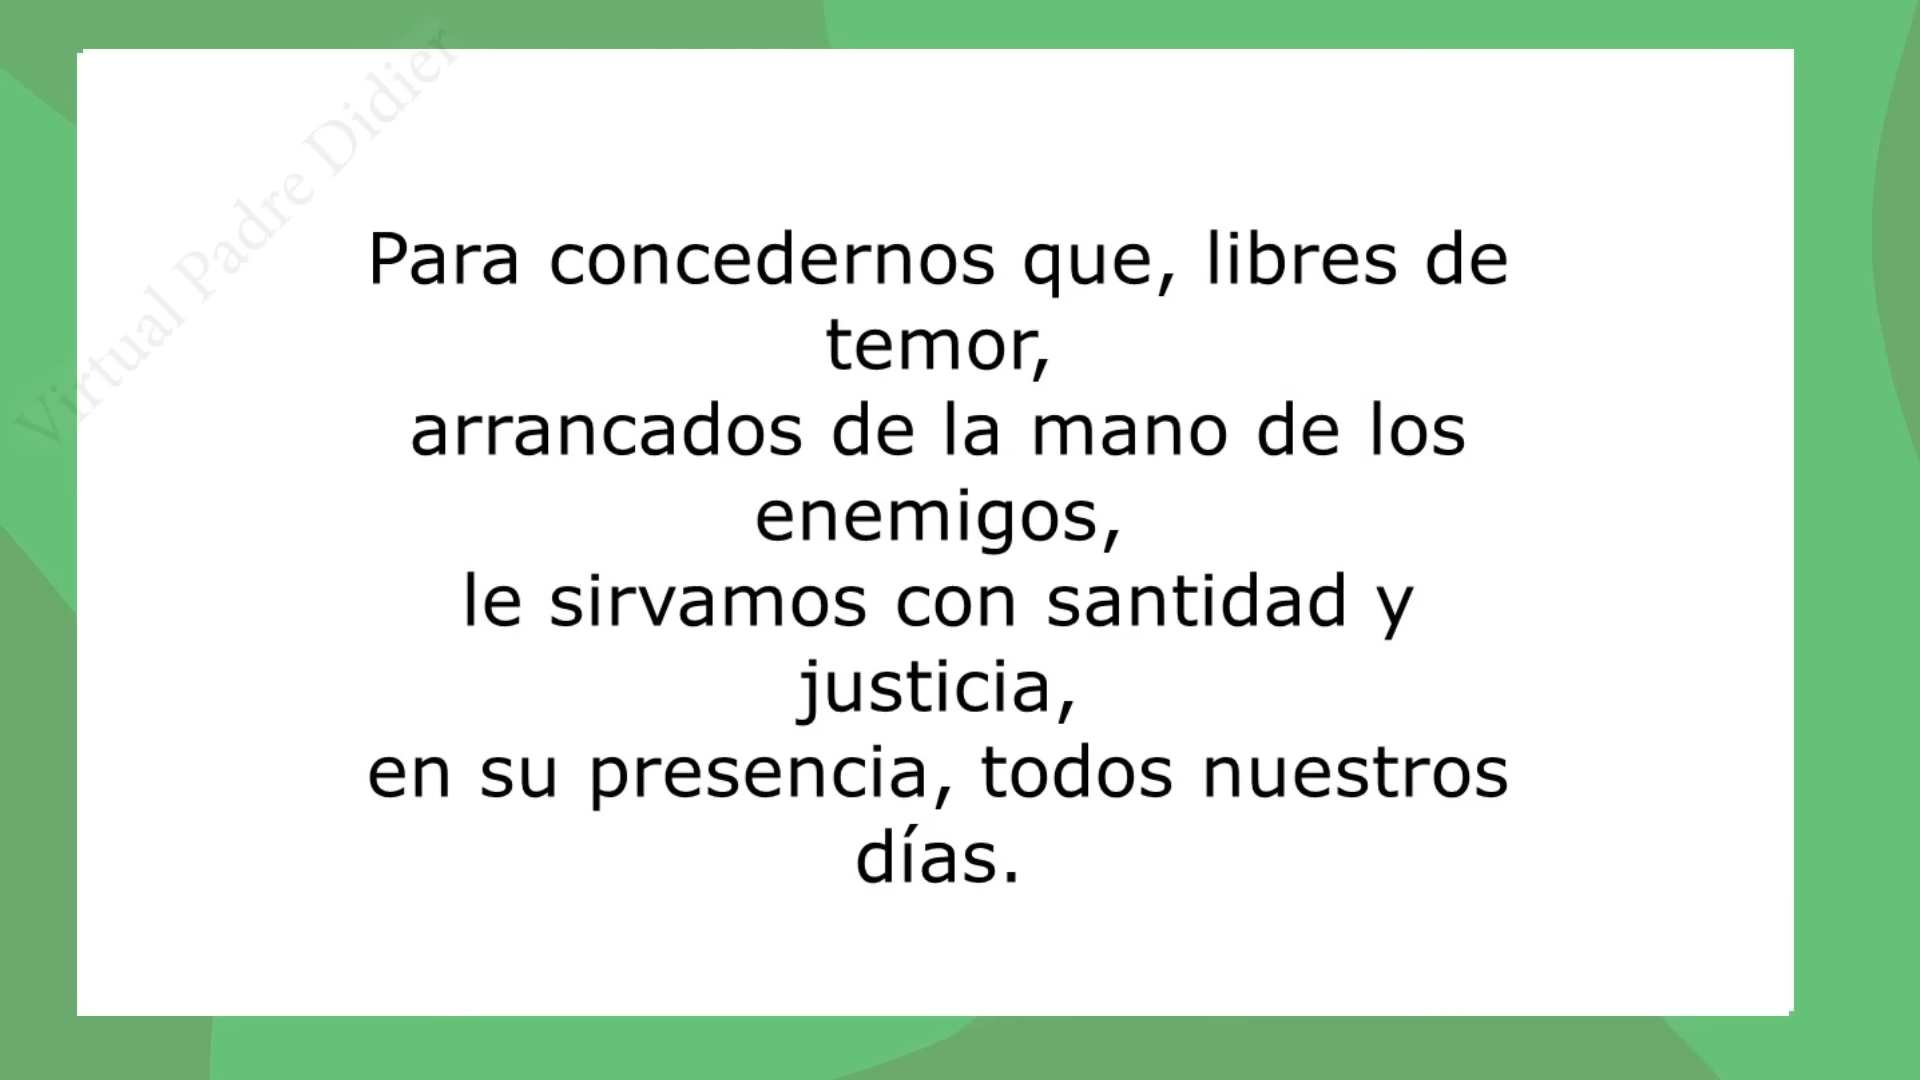 Virtual Padre Didier
Para concedernos que, libres de
temor,
arrancados de la mano de los
enemigos,
le sirvamos con santidad y
justicia,
en su presencia, todos nuestros
días.